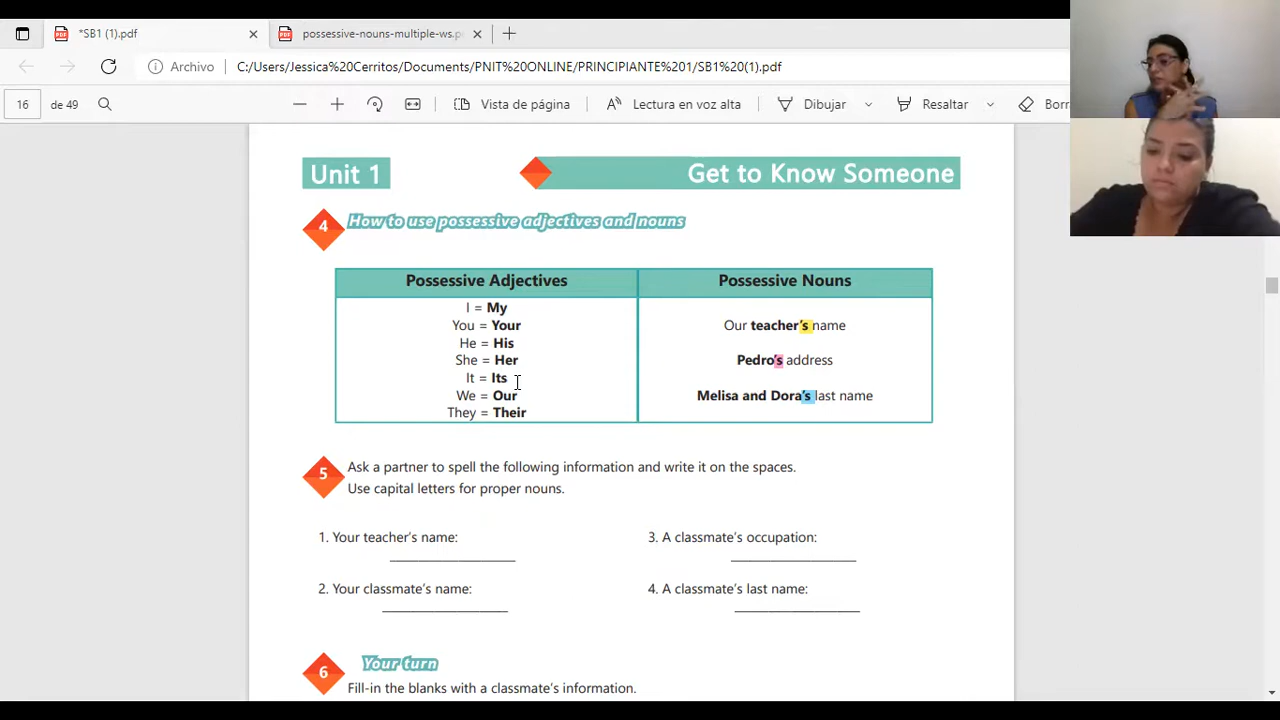 *SB1 (1).pdf
possessive-nouns-multiple-ws.p
Archivo
C:/Users/Jessica%20Cerritos/Documents/PNIT%20ONLINE/PRINCIPIANTE%201/SB1%20(1).pdf
16 de 49
Vista de página
Lectura en voz alta
Dibujar
Resaltar
Borr
Unit 1
Get to Know Someone
4 How to use possessive adjectives and nouns
Possessive Adjectives
I = My
You = Your
He = His
She = Her
It = Its
We = Our
They = Their
Possessive Nouns
Our teacher's name
Pedro's address
Melisa and Dora's last name
5 Ask a partner to spell the following information and write it on the spaces.
Use capital letters for proper nouns.
1. Your teacher's name:
2. Your classmate's name:
3. A classmate's occupation:
4. A classmate's last name:
6 Your turn
Fill-in the blanks with a classmate's information.